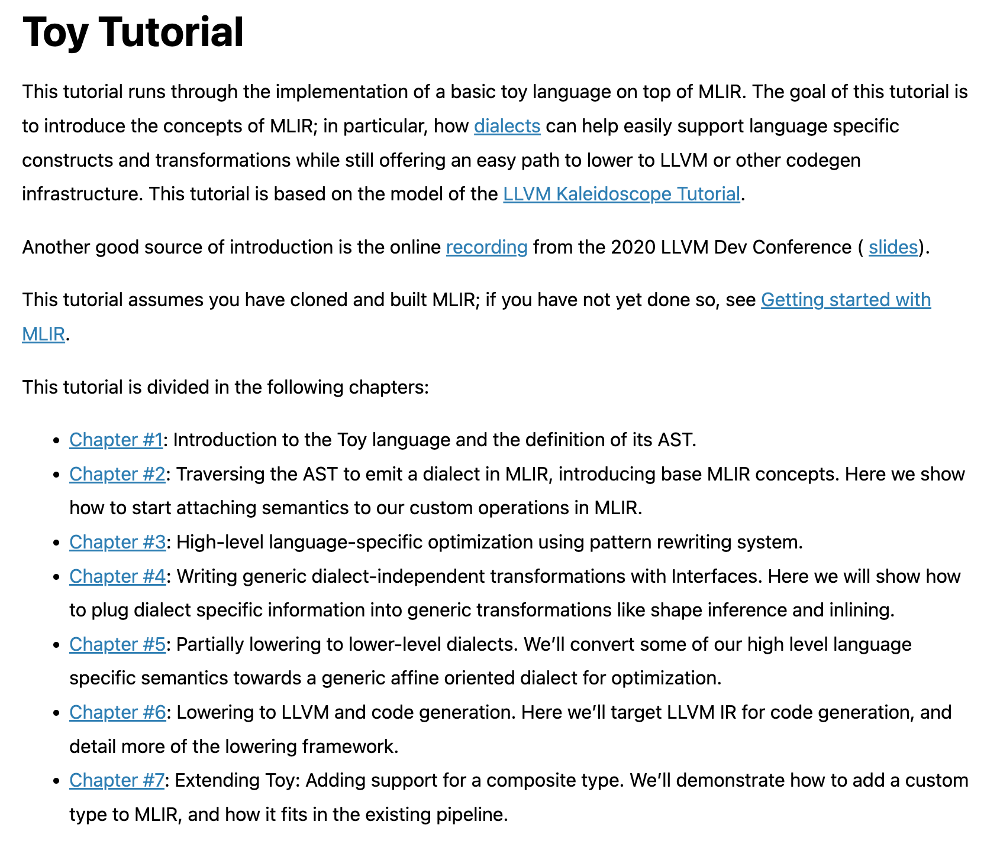 Toy Tutorial
This tutorial runs through the implementation of a basic toy language on top of MLIR. The goal of this tutorial is
to introduce the concepts of MLIR; in particular, how dialects can help easily support language specific
constructs and transformations while still offering an easy path to lower to LLVM or other codegen
infrastructure. This tutorial is based on the model of the LLVM Kaleidoscope Tutorial.
Another good source of introduction is the online recording from the 2020 LLVM Dev Conference ( slides).
This tutorial assumes you have cloned and built MLIR; if you have not yet done so, see Getting started with
MLIR.
This tutorial is divided in the following chapters:
• Chapter #1: Introduction to the Toy language and the definition of its AST.
• Chapter #2: Traversing the AST to emit a dialect in MLIR, introducing base MLIR concepts. Here we show
how to start attaching semantics to our custom operations in MLIR.
• Chapter #3: High-level language-specific optimization using pattern rewriting system.
• Chapter #4: Writing generic dialect-independent transformations with Interfaces. Here we will show how
to plug dialect specific information into generic transformations like shape inference and inlining.
• Chapter #5: Partially lowering to lower-level dialects. We’ll convert some of our high level language
specific semantics towards a generic affine oriented dialect for optimization.
• Chapter #6: Lowering to LLVM and code generation. Here we’ll target LLVM IR for code generation, and
detail more of the lowering framework.
• Chapter #7: Extending Toy: Adding support for a composite type. We’ll demonstrate how to add a custom
type to MLIR, and how it fits in the existing pipeline.